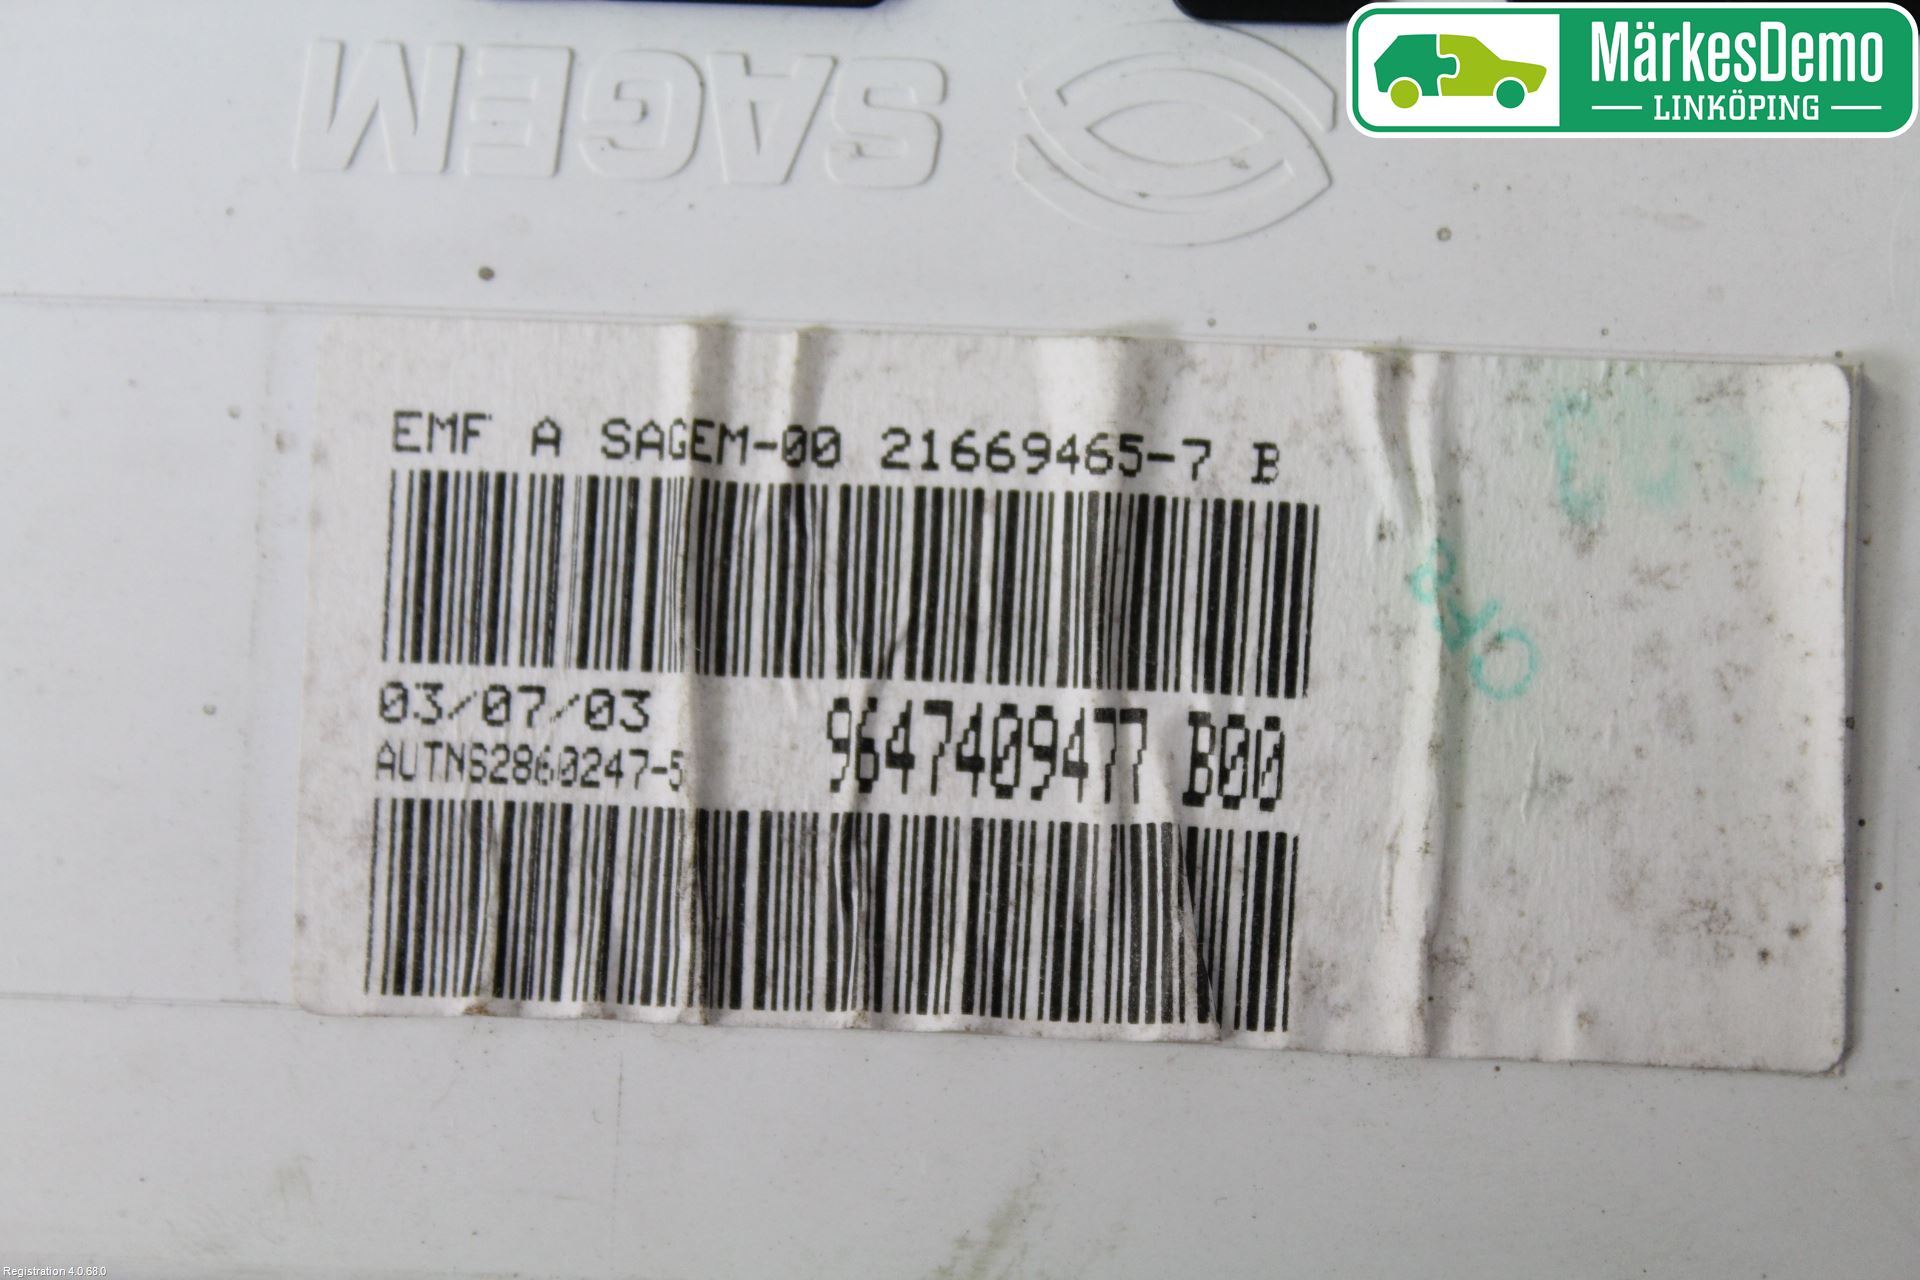 SAGEM
MärkesDemo
LINKÖPING
EMF A SAGEM-00 21669465-7 B
03/07/03
9647409477 B00
AUTNS2860247-5
Registration 4.0.68.0